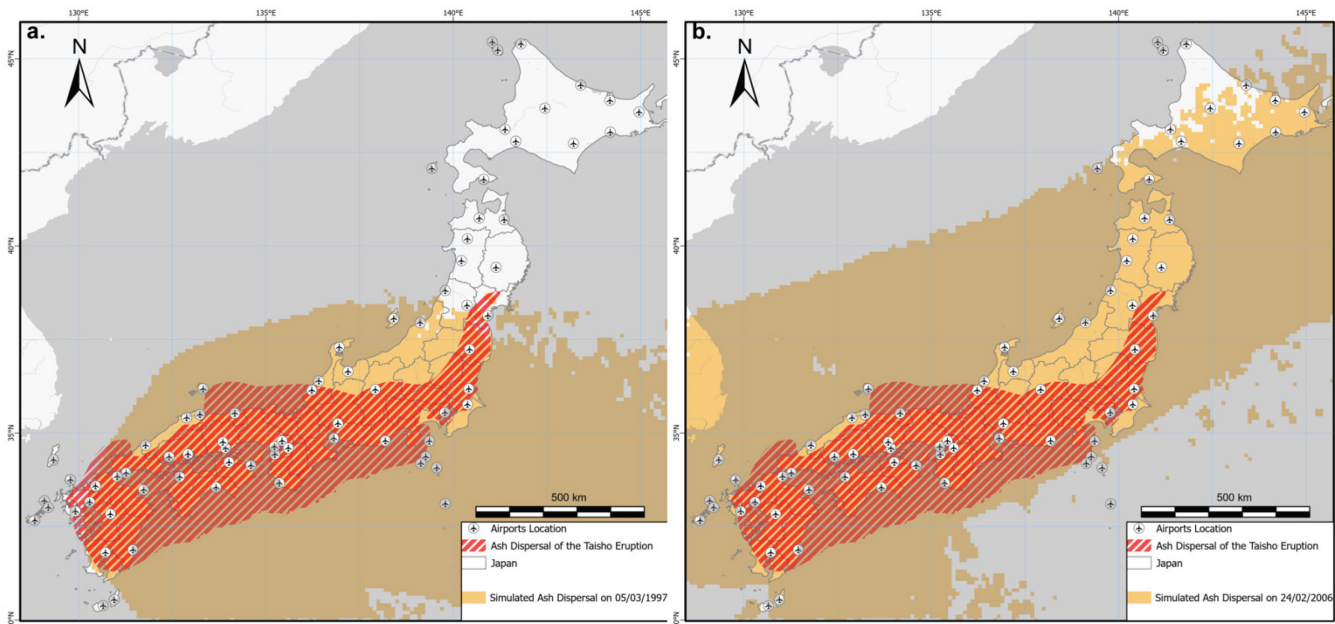 130°E 135°E 140°E
a.
N
45°N
40°N
35°N
0°N
500 km
Airports Location
Ash Dispersal of the Taisho Eruption
Japan
Simulated Ash Dispersal on 05/03/1997
130°E 135°E 140°E 145°E
b.
N
45°N
40°N
35°N
0°N
500 km
Airports Location
Ash Dispersal of the Taisho Eruption
Japan
Simulated Ash Dispersal on 24/02/2006